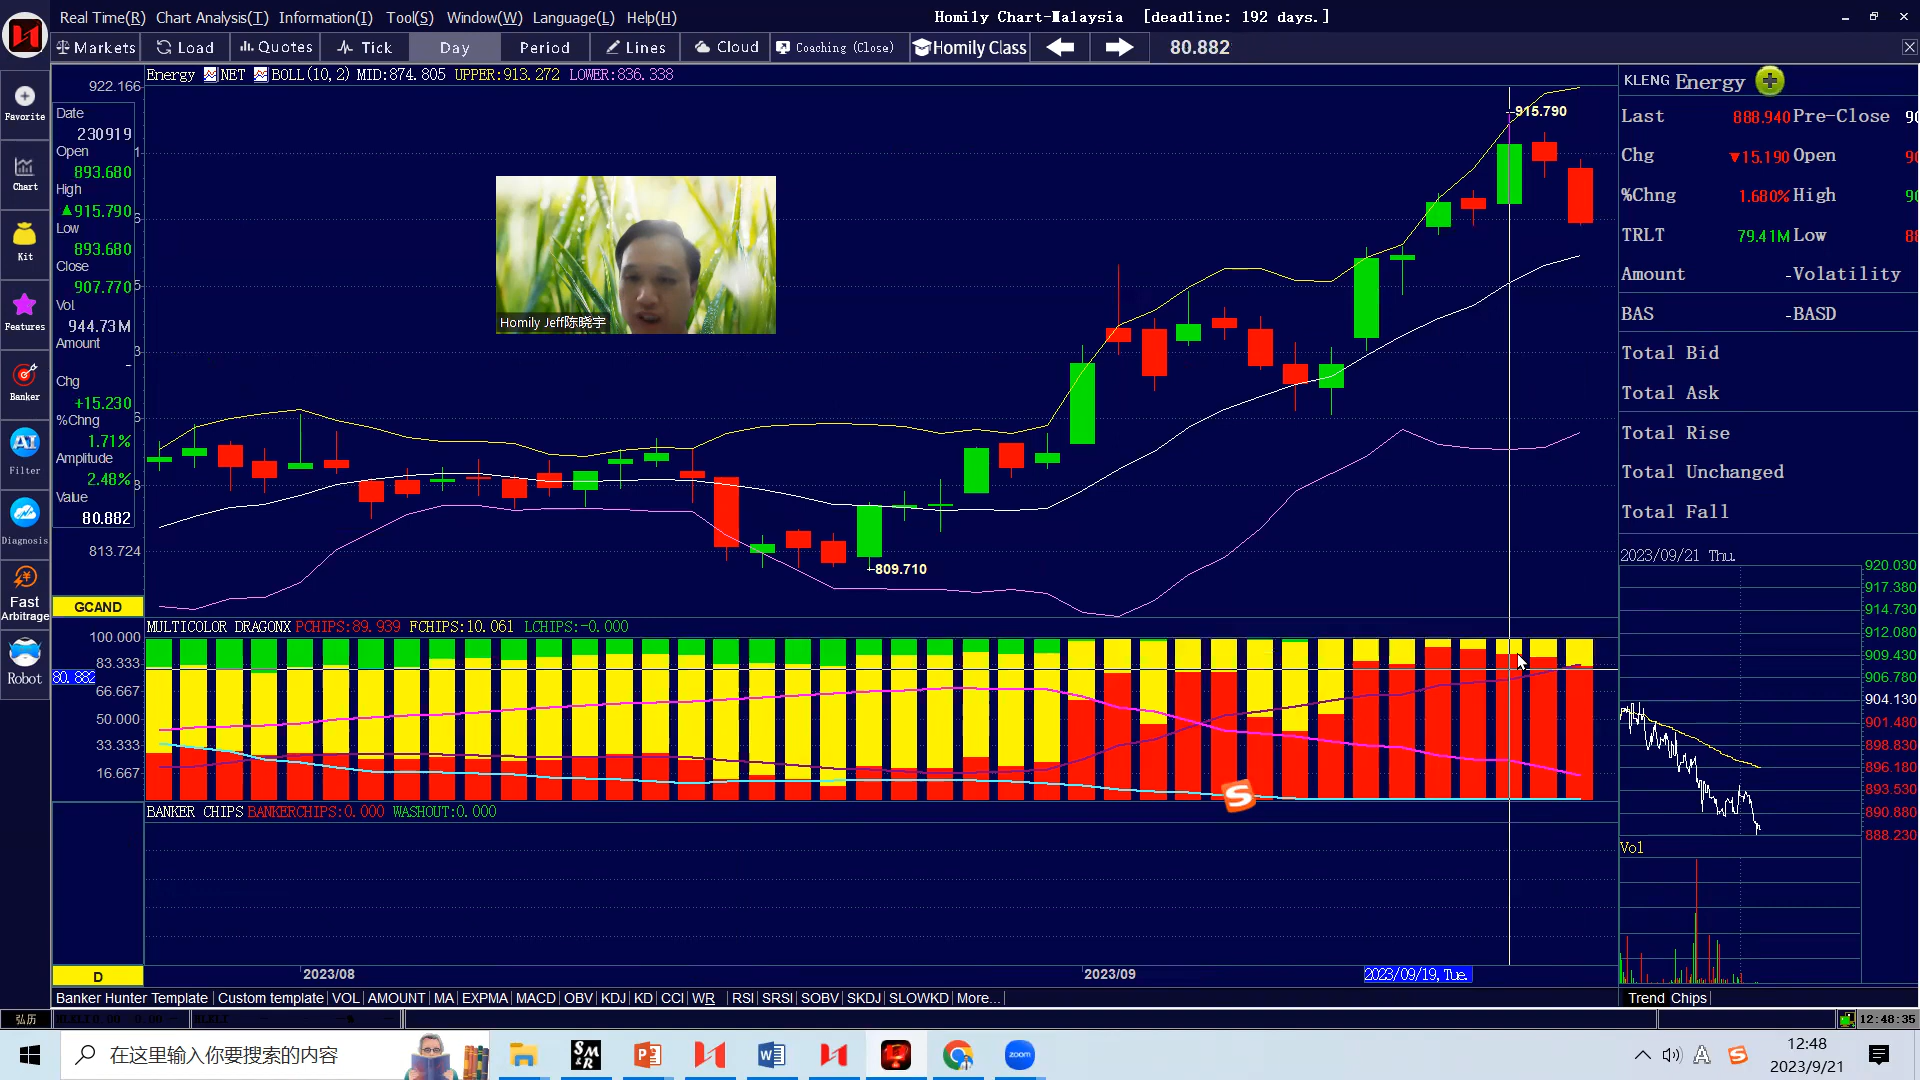 Real Time(R) Chart Analysis(T) Information(I) Tool(S) Window(W) Language(L) Help(H)
Homily Chart-Malaysia [deadline: 192 days.]
Markets Load Quotes Tick Day Period Lines Cloud Coaching (Close) Homily Class 80.882
Energy NET BOLL(10,2) MID:874.805 UPPER:913.272 LOWER:836.338
922.166
Favorite
Chart
Kit
Features
Banker
AI
Filter
Diagnosis
Fast
Arbitrage
Robot
Date
230919
Open
893.680
High
▲915.790
Low
893.680
Close
907.770
Vol
944.73M
Amount
-
Chg
+15.230
%Chng
1.71%
Amplitude
2.48%
Value
80.882
813.724
GCAND
915.790
809.710
Homily Jeff陈晓宇
MULTICOLOR DRAGONX PCHIPS:89.939 FCHIPS:10.061 LCHIPS:-0.000
100.000
83.333
80.882
66.667
50.000
33.333
16.667
BANKER CHIPS BANKERCHIPS:0.000 WASHOUT:0.000
D
2023/08
2023/09
2023/09/19,Tue.
Banker Hunter Template Custom template VOL AMOUNT MA EXPMA MACD OBV KDJ KD CCI WR RSI SRSI SOBV SKDJ SLOWKD More...
KLENG Energy
Last 888.940 Pre-Close
Chg ▼15.190 Open
%Chng 1.680% High
TRLT 79.41M Low
Amount - Volatility
BAS - BASD
Total Bid
Total Ask
Total Rise
Total Unchanged
Total Fall
2023/09/21 Thu.
920.030
917.380
914.730
912.080
909.430
906.780
904.130
901.480
898.830
896.180
893.530
890.880
888.230
Vol
Trend Chips
弘历
12:48:35
在这里输入你要搜索的内容
SM
&R
zoom
12:48
2023/9/21